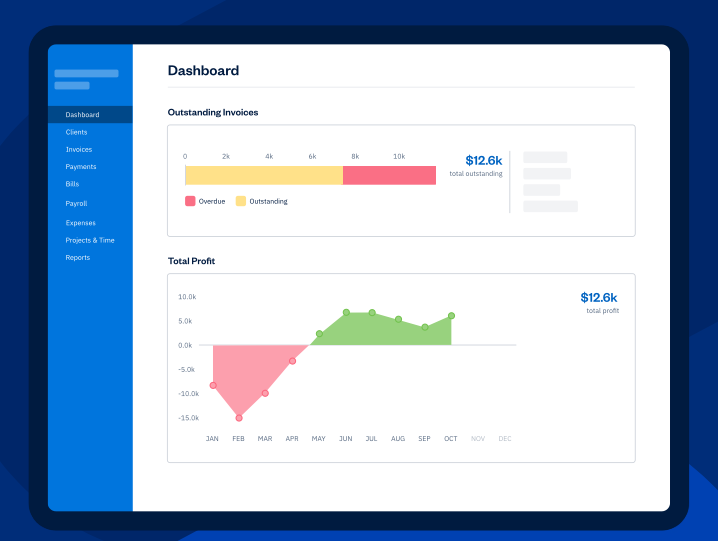 Dashboard
Dashboard
Clients
Invoices
Payments
Bills
Payroll
Expenses
Projects & Time
Reports
Outstanding Invoices
0 2k 4k 6k 8k 10k
$12.6k
total outstanding
Overdue Outstanding
Total Profit
$12.6k
total profit
10.0k
5.0k
0.0k
-5.0k
-10.0k
-15.0k
JAN FEB MAR APR MAY JUN JUL AUG SEP OCT NOV DEC